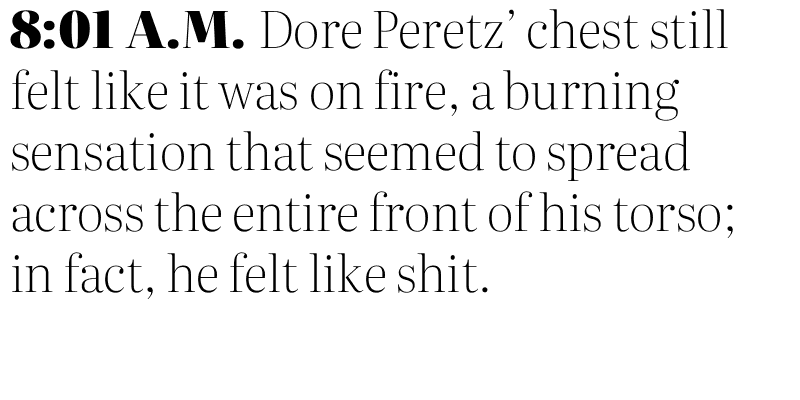 8:01 A.M. Dore Peretz’ chest still
felt like it was on fire, a burning
sensation that seemed to spread
across the entire front of his torso;
in fact, he felt like shit.